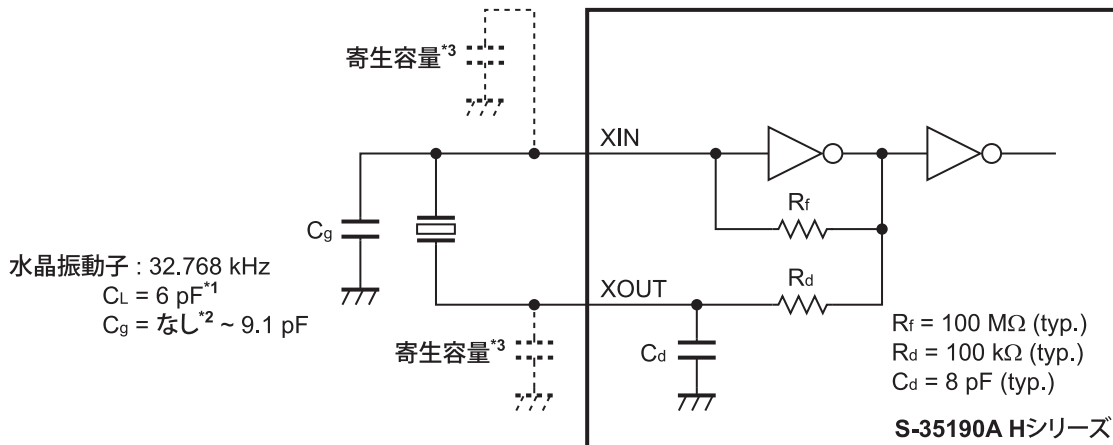 寄生容量*3
XIN
Rf
Cg
水晶振動子 : 32.768 kHz
CL = 6 pF*1
Cg = なし*2 ~ 9.1 pF
XOUT
Rd
寄生容量*3
Cd
Rf = 100 MΩ (typ.)
Rd = 100 kΩ (typ.)
Cd = 8 pF (typ.)
S-35190A Hシリーズ